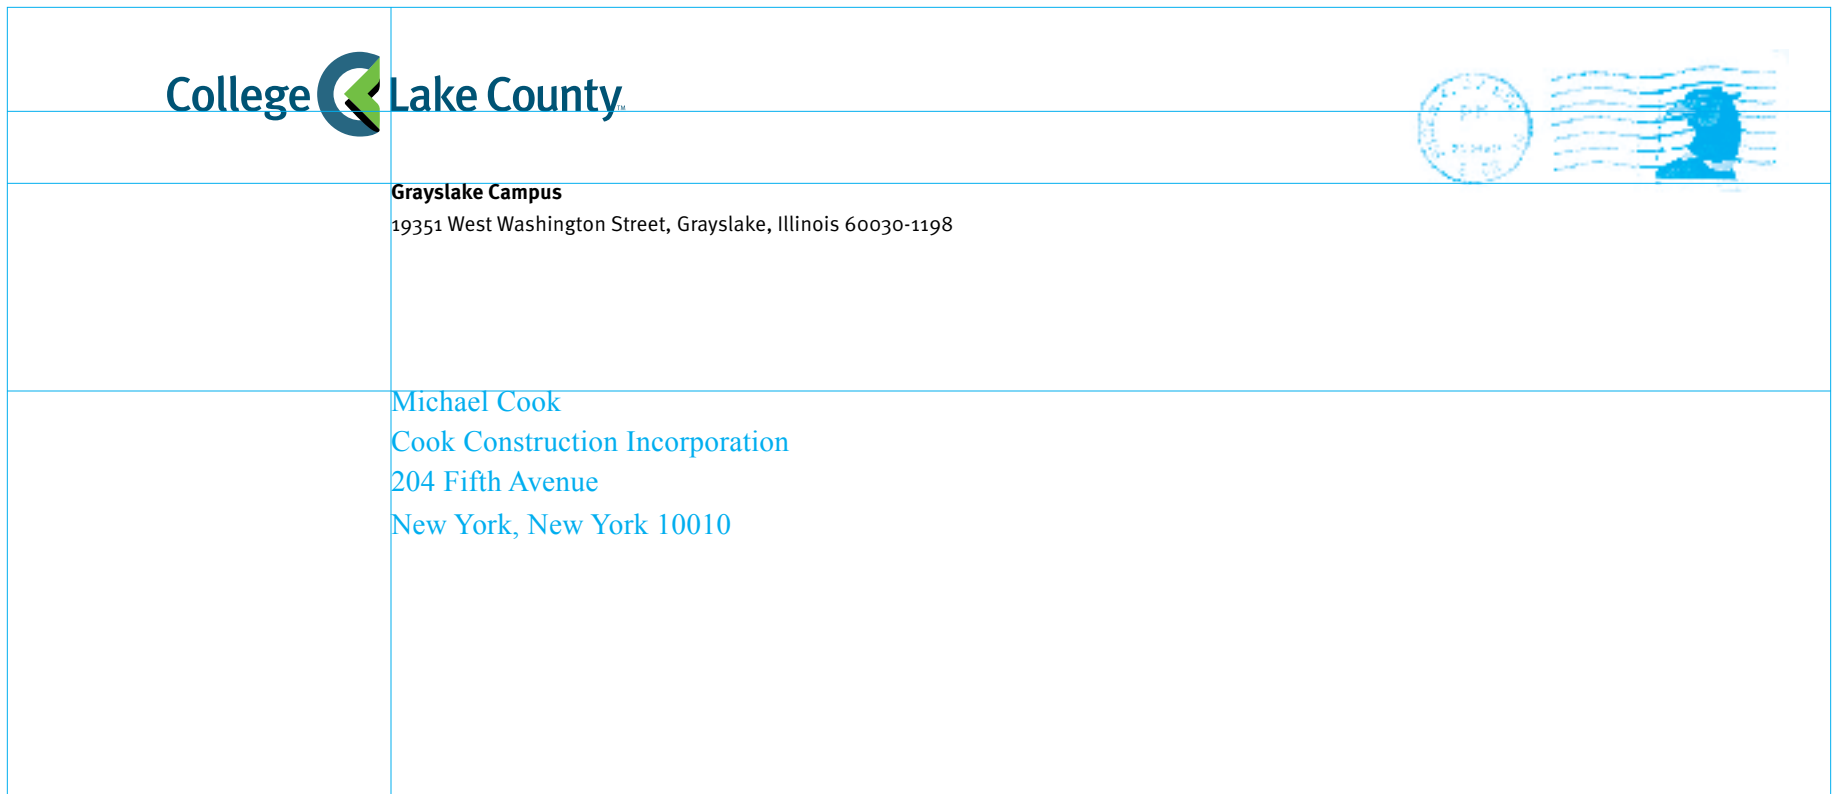 College Lake County™
Grayslake Campus
19351 West Washington Street, Grayslake, Illinois 60030-1198
Michael Cook
Cook Construction Incorporation
204 Fifth Avenue
New York, New York 10010